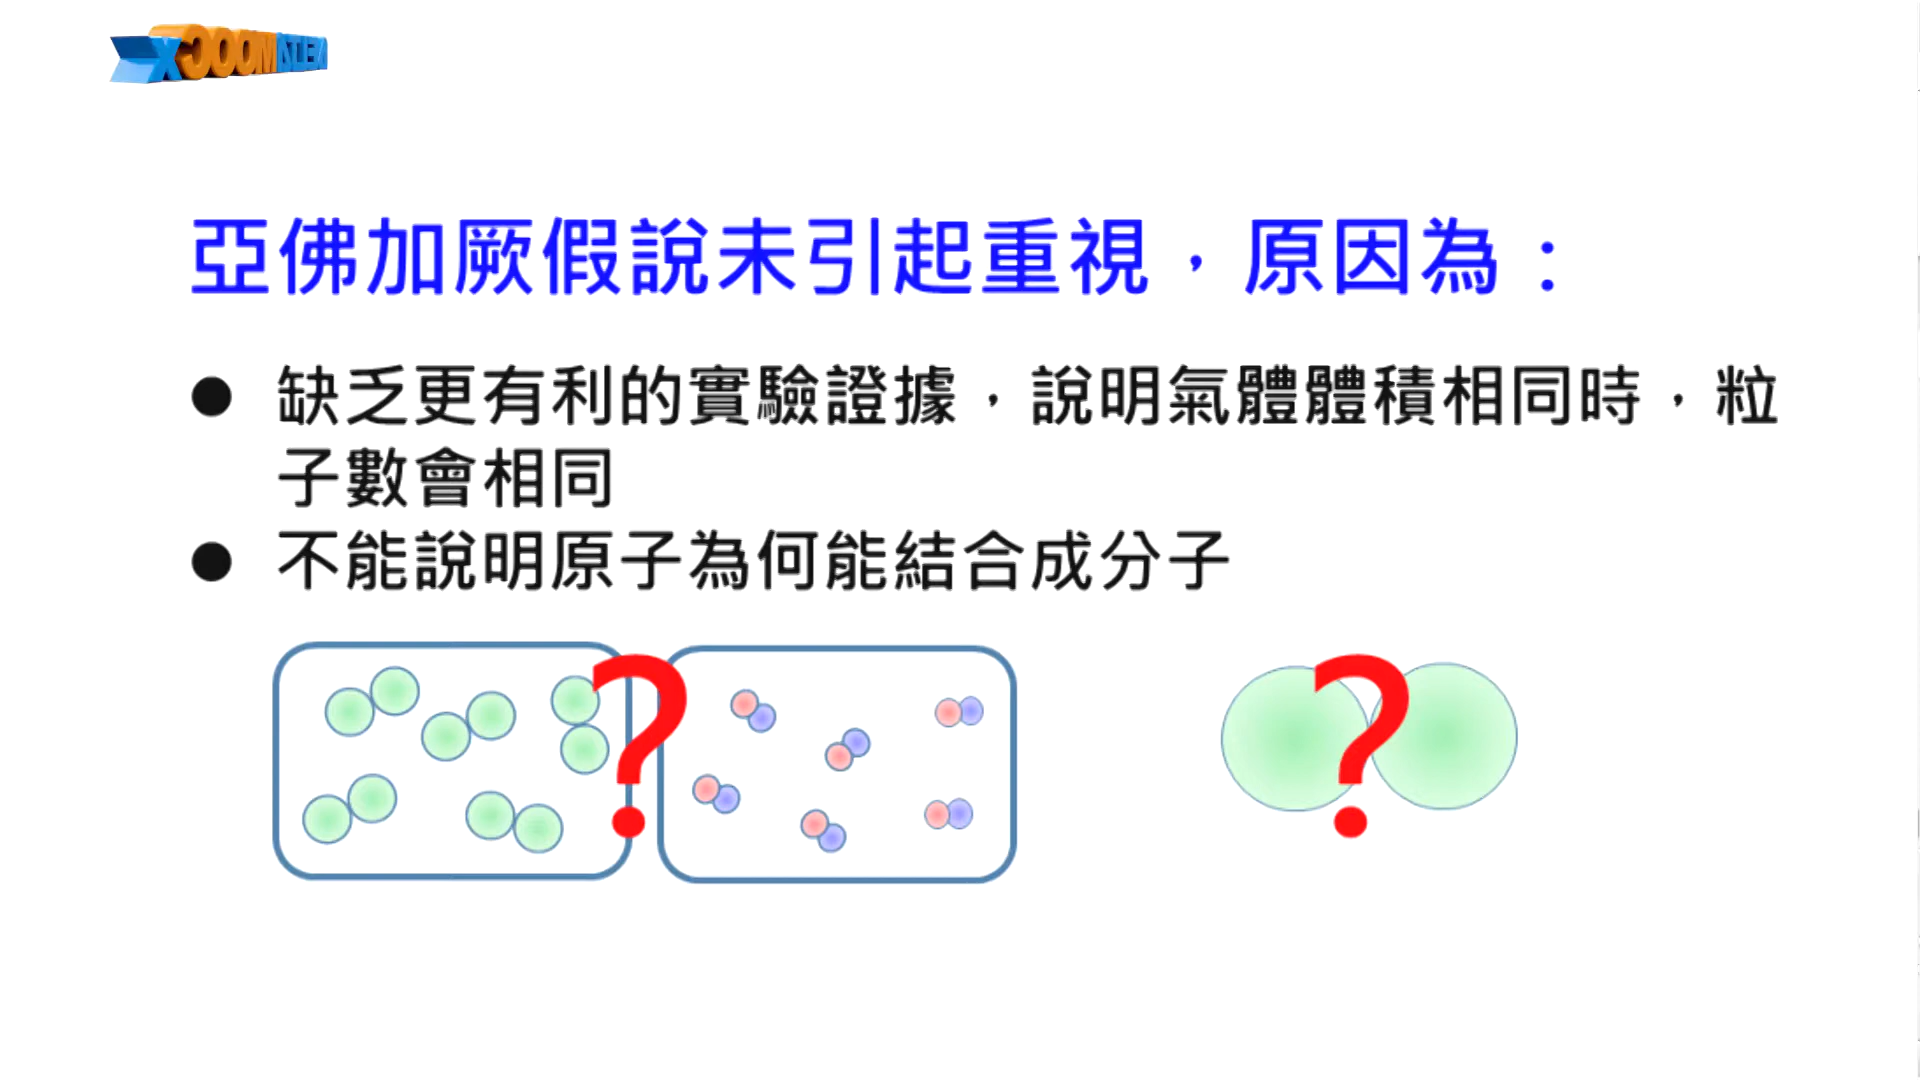 亞佛加厥假說未引起重視，原因為：
● 缺乏更有利的實驗證據，說明氣體體積相同時，粒
子數會相同
● 不能說明原子為何能結合成分子
? ?